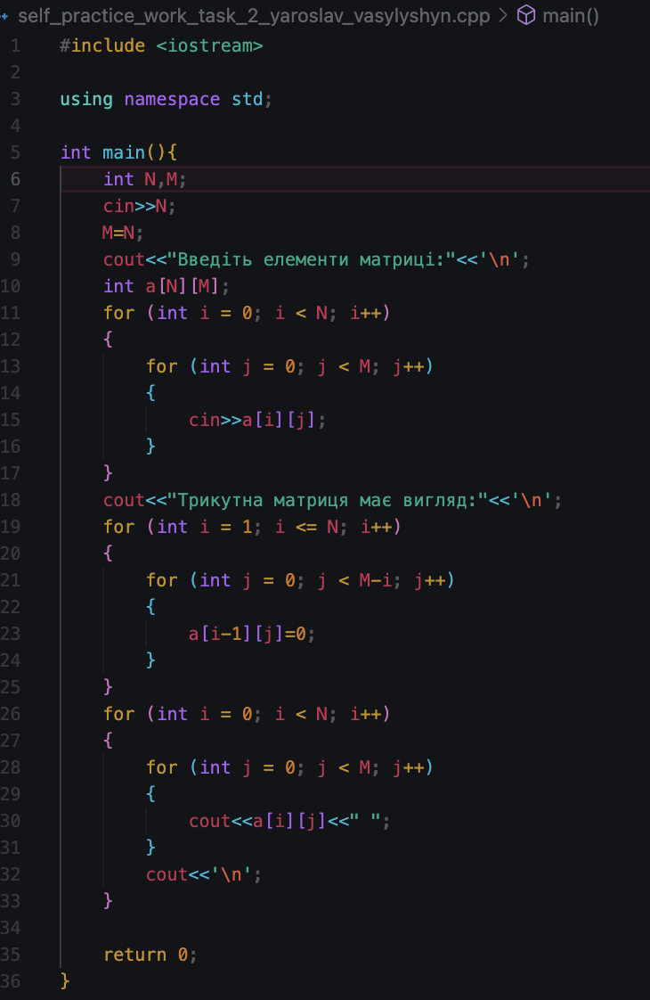 self_practice_work_task_2_yaroslav_vasylyshyn.cpp > main()
1 #include <iostream>
2
3 using namespace std;
4
5 int main(){
6     int N,M;
7     cin>>N;
8     M=N;
9     cout<<"Введіть елементи матриці:"<<'\n';
10     int a[N][M];
11     for (int i = 0; i < N; i++)
12     {
13         for (int j = 0; j < M; j++)
14         {
15             cin>>a[i][j];
16         }
17     }
18     cout<<"Трикутна матриця має вигляд:"<<'\n';
19     for (int i = 1; i <= N; i++)
20     {
21         for (int j = 0; j < M-i; j++)
22         {
23             a[i-1][j]=0;
24         }
25     }
26     for (int i = 0; i < N; i++)
27     {
28         for (int j = 0; j < M; j++)
29         {
30             cout<<a[i][j]<<" ";
31         }
32         cout<<'\n';
33     }
34
35     return 0;
36 }